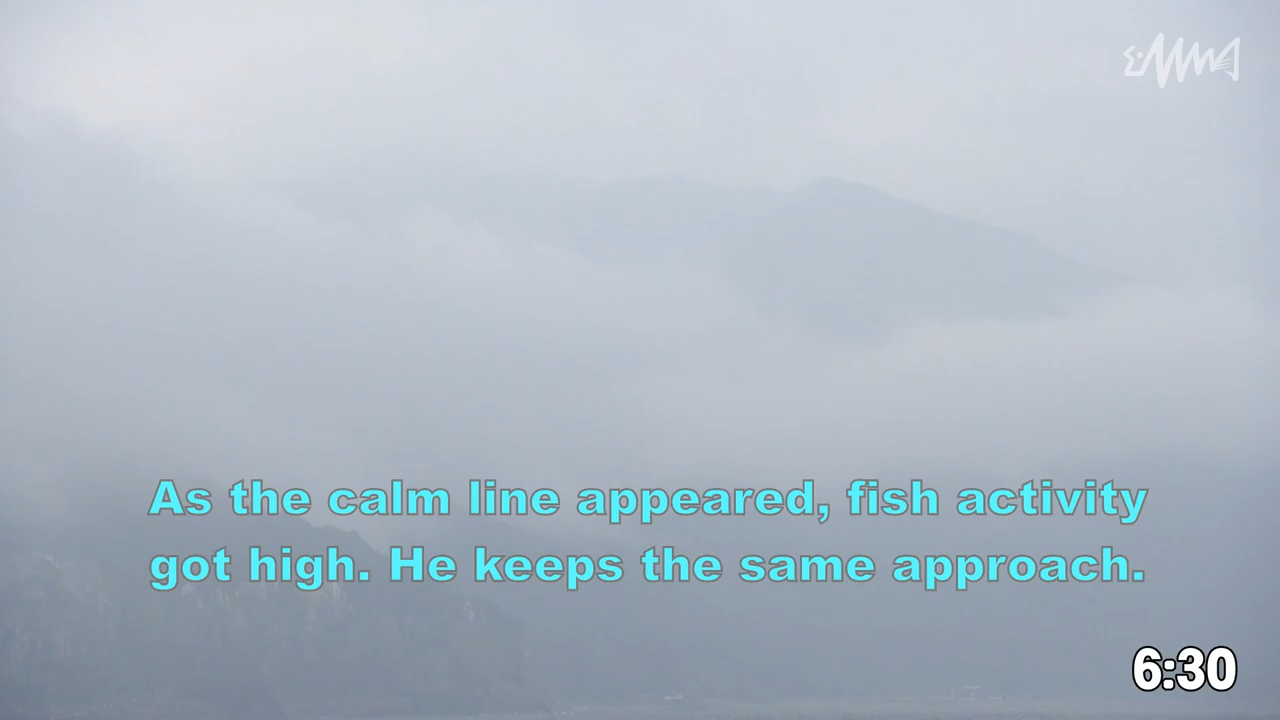 As the calm line appeared, fish activity
got high. He keeps the same approach.
6:30